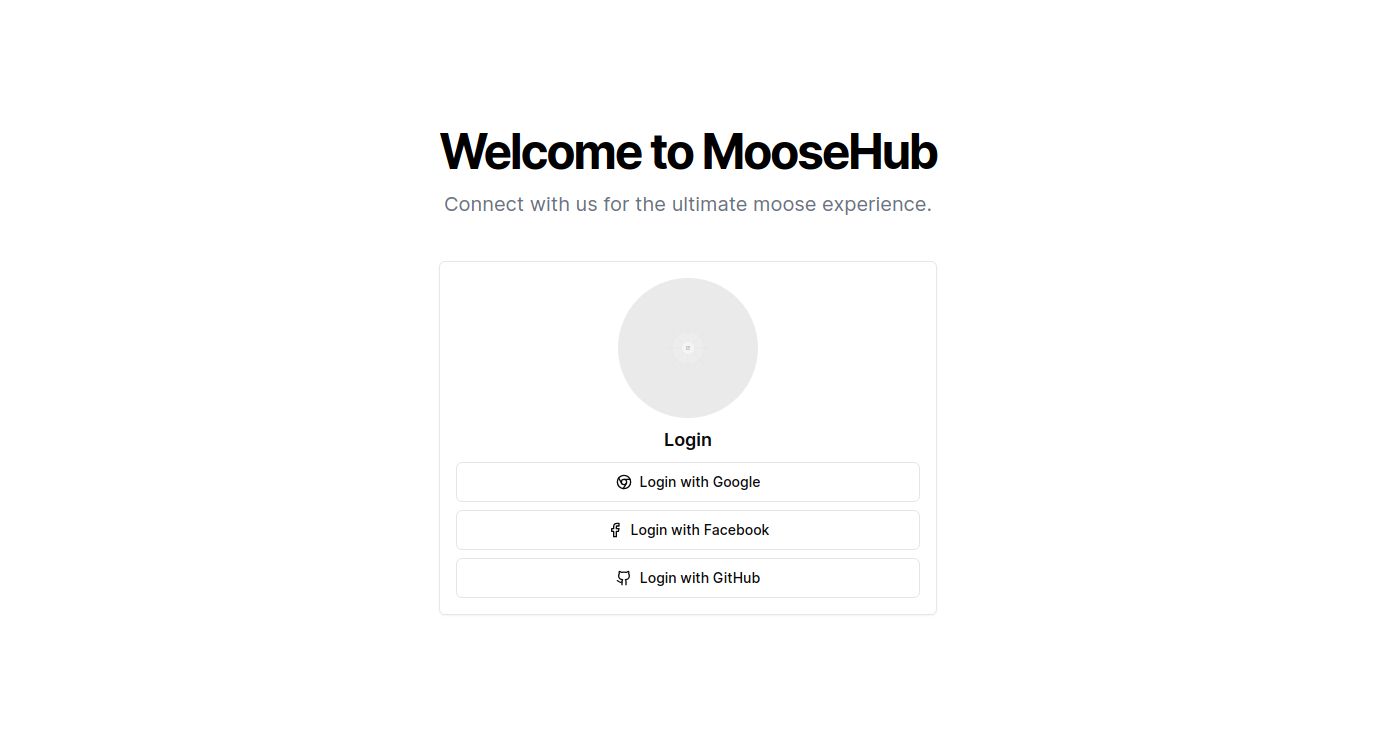 Welcome to MooseHub
Connect with us for the ultimate moose experience.
Login
Login with Google
Login with Facebook
Login with GitHub